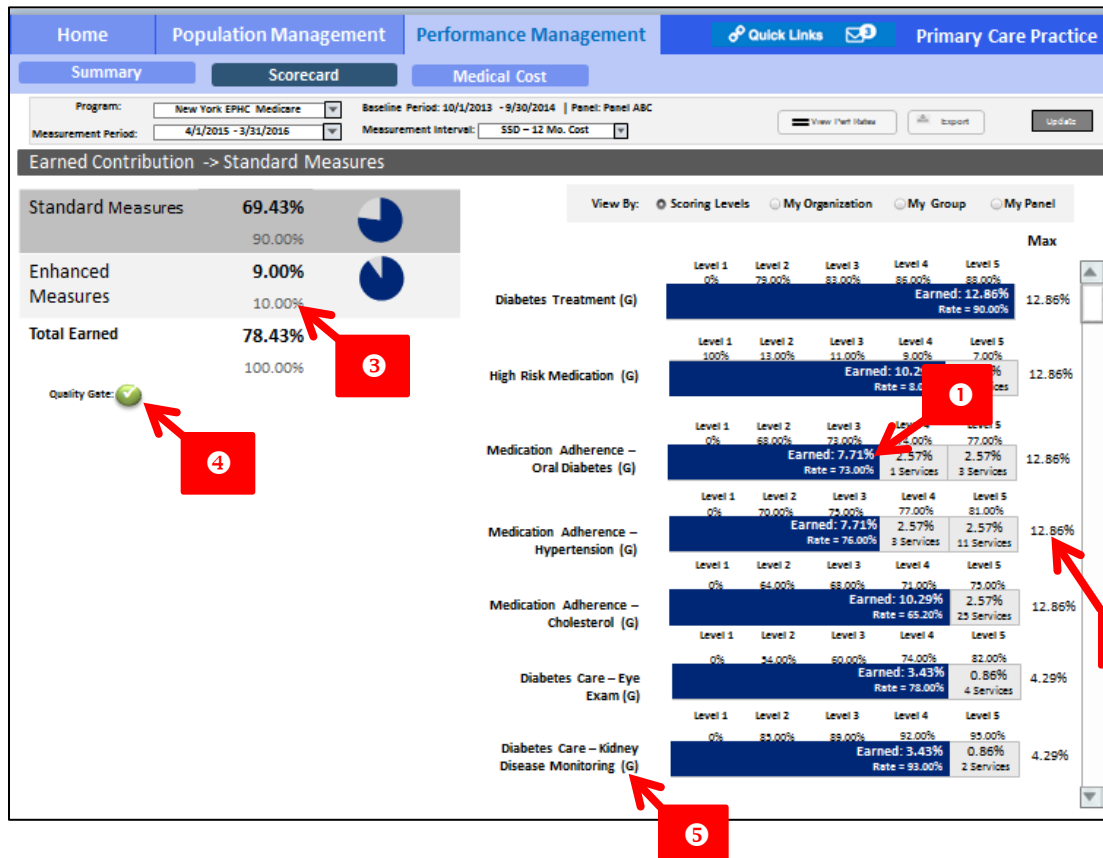 Home Population Management Performance Management Quick Links Primary Care Practice
Summary Scorecard Medical Cost
Program: New York EPHC Medicare Baseline Period: 10/1/2013 - 9/30/2014 | Panel: Panel ABC
Measurement Period: 4/1/2015 - 3/31/2016 Measurement Interval: SSD – 12 Mo. Cost View Export Update
Earned Contribution -> Standard Measures
Standard Measures 69.43%
90.00%
Enhanced Measures 9.00%
10.00%
Total Earned 78.43%
100.00%
Quality Gate:
❸
❹
View By: Scoring Levels My Organization My Group My Panel
Max
Level 1 Level 2 Level 3 Level 4 Level 5
0% 79.00% 83.00% 86.00% 88.00%
Diabetes Treatment (G) Earned: 12.86% 12.86%
Rate = 90.00%
Level 1 Level 2 Level 3 Level 4 Level 5
100% 13.00% 11.00% 9.00% 7.00%
High Risk Medication (G) Earned: 10.2 % 12.86%
Rate = 8.
❶
Level 1 Level 2 Level 3
0% 68.00% 73.00% 77.00%
Medication Adherence – Earned: 7.71% 2.57% 2.57% 12.86%
Oral Diabetes (G) Rate = 73.00% 1 Services 3 Services
Level 1 Level 2 Level 3 Level 4 Level 5
0% 70.00% 75.00% 77.00% 81.00%
Medication Adherence – Earned: 7.71% 2.57% 2.57% 12.86%
Hypertension (G) Rate = 76.00% 3 Services 11 Services
Level 1 Level 2 Level 3 Level 4 Level 5
0% 64.00% 68.00% 71.00% 75.00%
Medication Adherence – Earned: 10.29% 2.57% 12.86%
Cholesterol (G) Rate = 65.20% 25 Services
Level 1 Level 2 Level 3 Level 4 Level 5
0% 54.00% 60.00% 74.00% 82.00%
Diabetes Care – Eye Earned: 3.43% 0.86% 4.29%
Exam (G) Rate = 78.00% 4 Services
Level 1 Level 2 Level 3 Level 4 Level 5
0% 85.00% 89.00% 92.00% 95.00%
Diabetes Care – Kidney Earned: 3.43% 0.86% 4.29%
Disease Monitoring (G) Rate = 93.00% 2 Services
❺